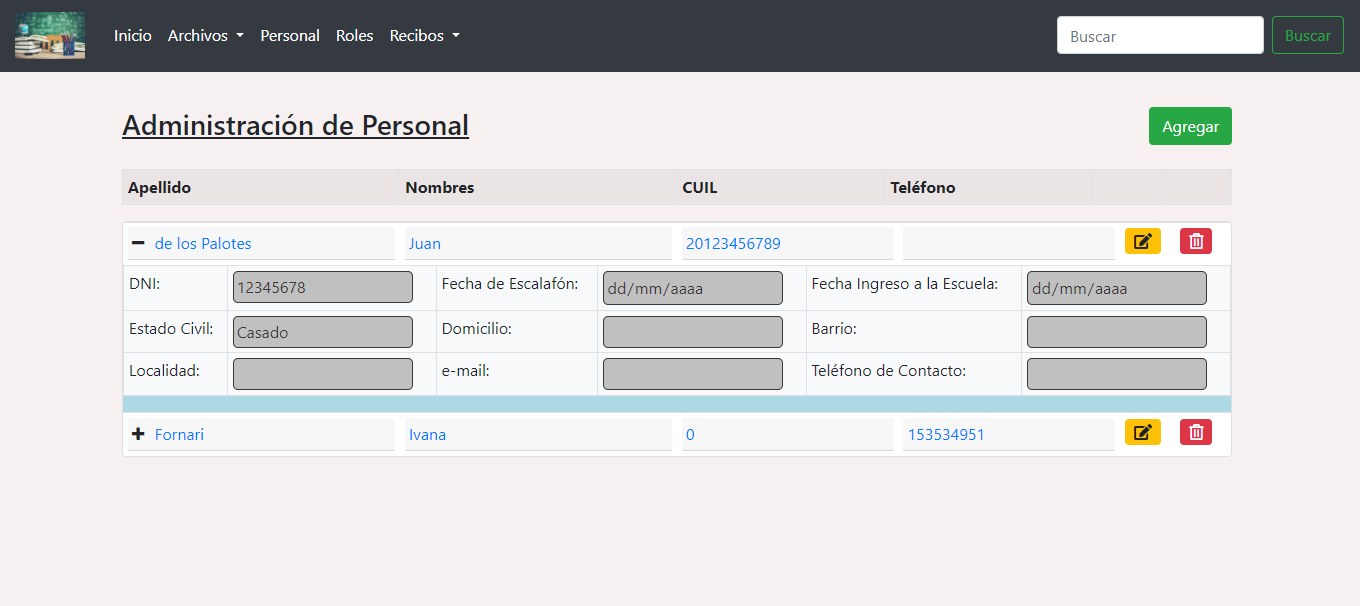 Inicio Archivos Personal Roles Recibos Buscar Buscar
Administración de Personal Agregar
Apellido Nombres CUIL Teléfono
de los Palotes Juan 20123456789
DNI: 12345678 Fecha de Escalafón: dd/mm/aaaa Fecha Ingreso a la Escuela: dd/mm/aaaa
Estado Civil: Casado Domicilio: Barrio:
Localidad: e-mail: Teléfono de Contacto:
Fornari Ivana 0 153534951